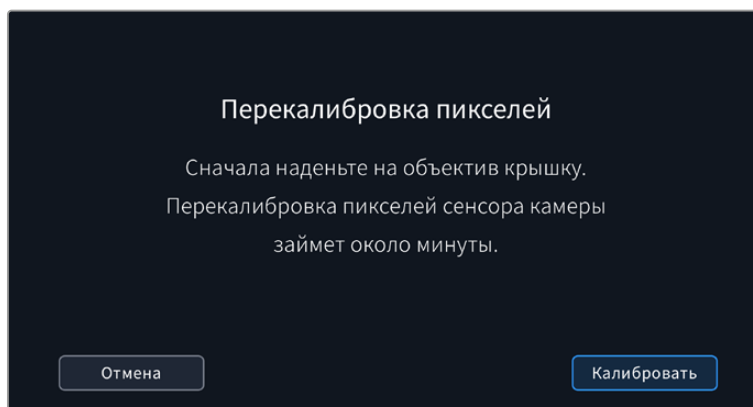 Перекалибровка пикселей
Сначала наденьте на объектив крышку.
Перекалибровка пикселей сенсора камеры
займет около минуты.
Отмена
Калибровать